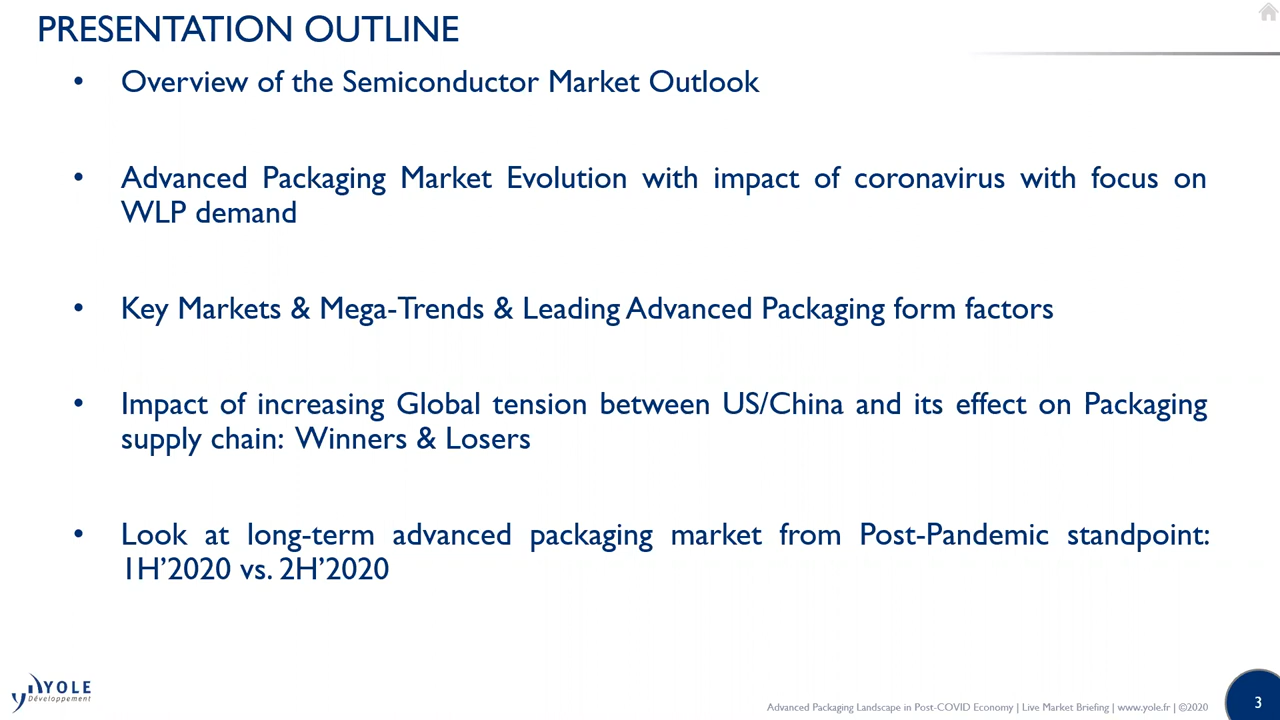 PRESENTATION OUTLINE
• Overview of the Semiconductor Market Outlook
• Advanced Packaging Market Evolution with impact of coronavirus with focus on
WLP demand
• Key Markets & Mega-Trends & Leading Advanced Packaging form factors
• Impact of increasing Global tension between US/China and its effect on Packaging
supply chain: Winners & Losers
• Look at long-term advanced packaging market from Post-Pandemic standpoint:
1H’2020 vs. 2H’2020
YOLE
Développement
Advanced Packaging Landscape in Post-COVID Economy | Live Market Briefing | www.yole.fr | ©2020
3